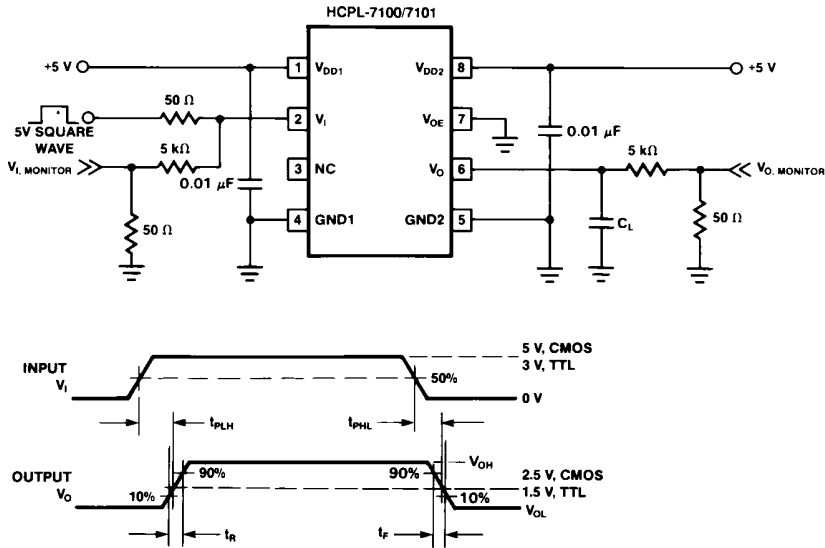 HCPL-7100/7101
+5 V
1 V_DD1
V_DD2 8
+5 V
50 Ω
2 V_I
V_OE 7
0.01 μF
5V SQUARE
WAVE
5 kΩ
V_I, MONITOR
3 NC
V_O 6
5 kΩ
V_O, MONITOR
0.01 μF
50 Ω
4 GND1
GND2 5
C_L
50 Ω
INPUT
V_I
5 V, CMOS
3 V, TTL
50%
0 V
t_PLH
t_PHL
OUTPUT
V_O
90%
90%
V_OH
2.5 V, CMOS
1.5 V, TTL
10%
10%
V_OL
t_R
t_F